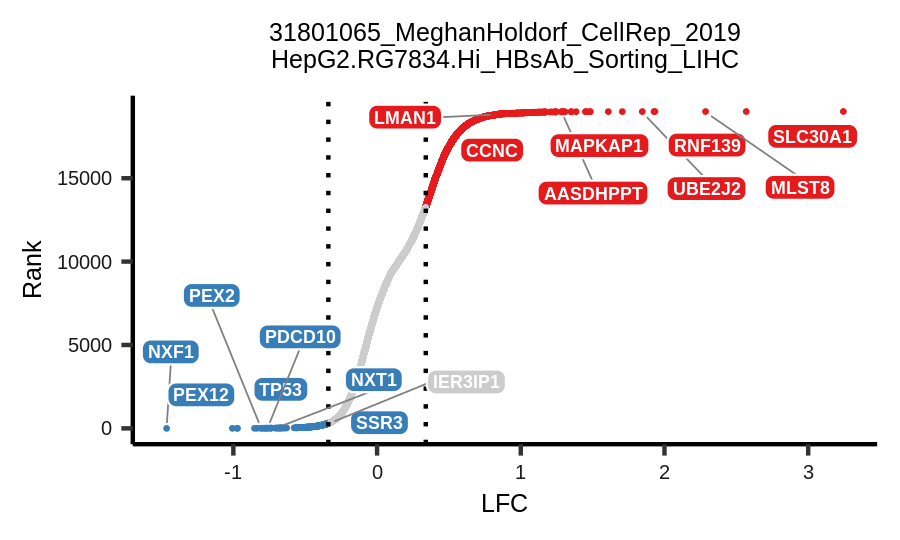 31801065_MeghanHoldorf_CellRep_2019
HepG2.RG7834.Hi_HBsAb_Sorting_LIHC
LMAN1
CCNC
MAPKAP1
RNF139
SLC30A1
AASDHPPT
UBE2J2
MLST8
15000
10000
5000
0
Rank
PEX2
PDCD10
NXF1
PEX12
TP53
NXT1
IER3IP1
SSR3
-1
0
1
2
3
LFC